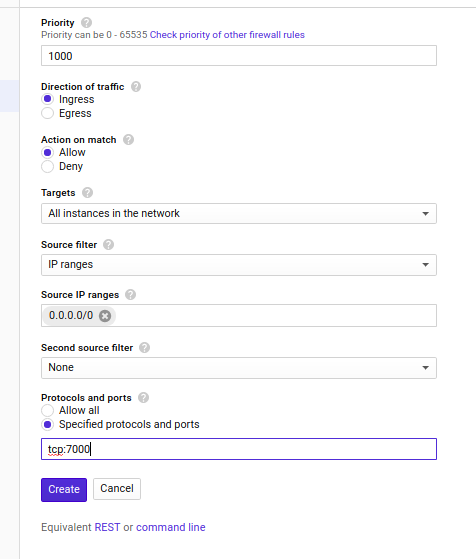 Priority
Priority can be 0 - 65535 Check priority of other firewall rules
1000
Direction of traffic
Ingress
Egress
Action on match
Allow
Deny
Targets
All instances in the network
Source filter
IP ranges
Source IP ranges
0.0.0.0/0
Second source filter
None
Protocols and ports
Allow all
Specified protocols and ports
tcp:7000
Create Cancel
Equivalent REST or command line